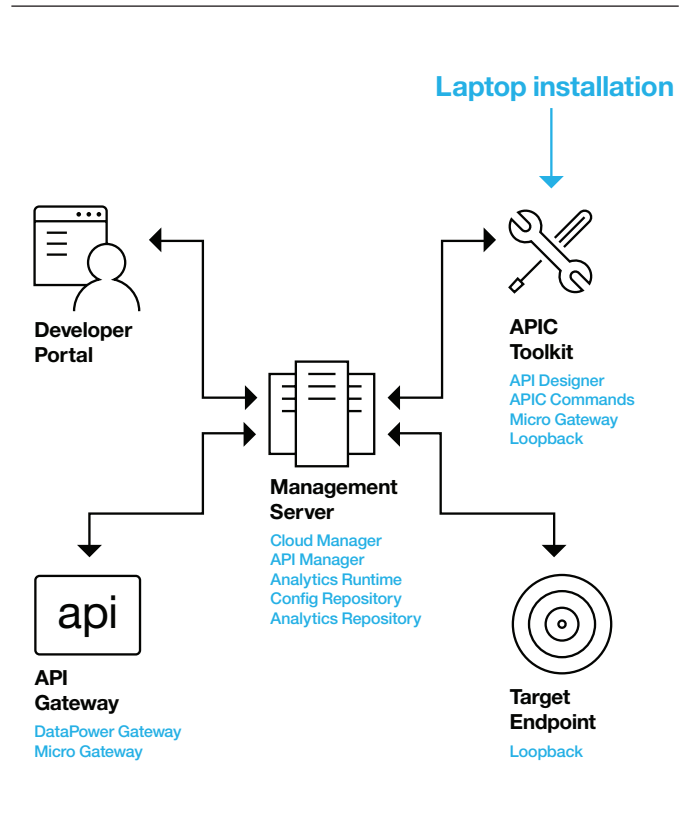 Laptop installation
Developer
Portal
APIC
Toolkit
API Designer
APIC Commands
Micro Gateway
Loopback
Management
Server
Cloud Manager
API Manager
Analytics Runtime
Config Repository
Analytics Repository
api
API
Gateway
DataPower Gateway
Micro Gateway
Target
Endpoint
Loopback